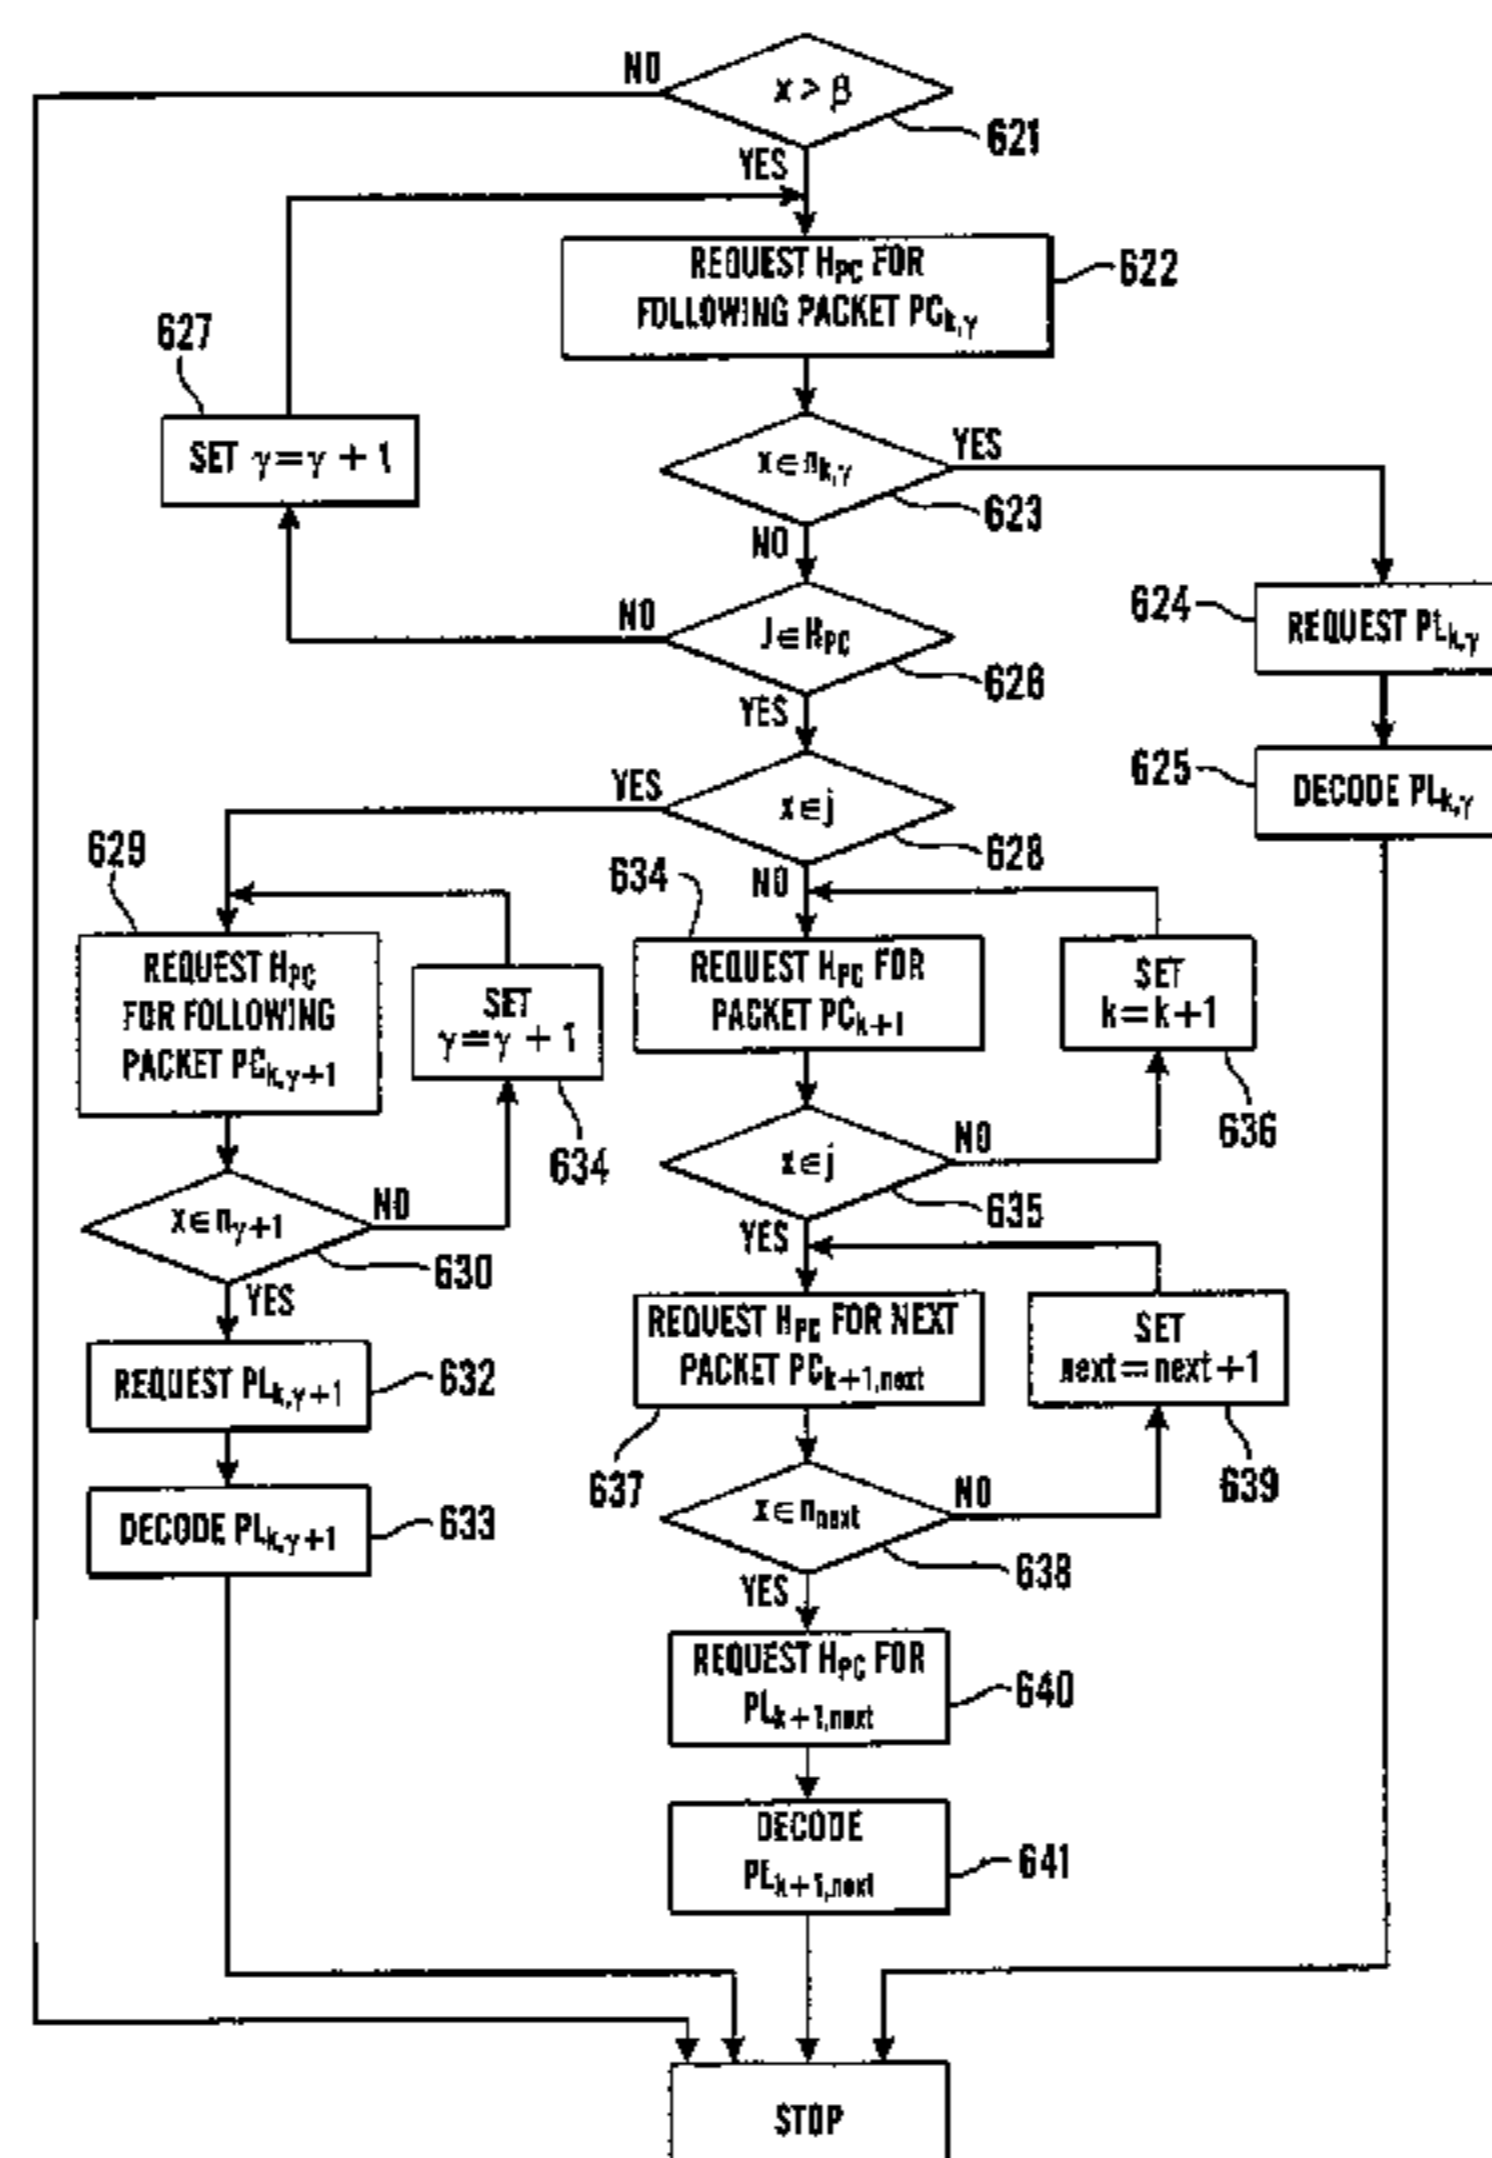 NO
x > β
621
YES
REQUEST HPC FOR
FOLLOWING PACKET PCk,γ
622
627
SET γ=γ + 1
x∈nk,γ
YES
623
NO
NO
J∈HPC
626
YES
624
REQUEST PLk,γ
625
DECODE PLk,γ
YES
x∈j
628
NO
629
REQUEST HPC
FOR FOLLOWING
PACKET PCk,γ+1
SET
γ=γ + 1
634
634
REQUEST HPC FOR
PACKET PCk+1
SET
k=k+1
636
x∈j
NO
635
YES
x∈nγ+1
NO
630
YES
REQUEST PLk,γ+1
632
DECODE PLk,γ+1
633
REQUEST HPC FOR NEXT
PACKET PCk+1,next
637
SET
next=next+1
639
x∈nnext
NO
638
YES
REQUEST HPC FOR
PLk+1,next
640
DECODE
PLk+1,next
641
STOP